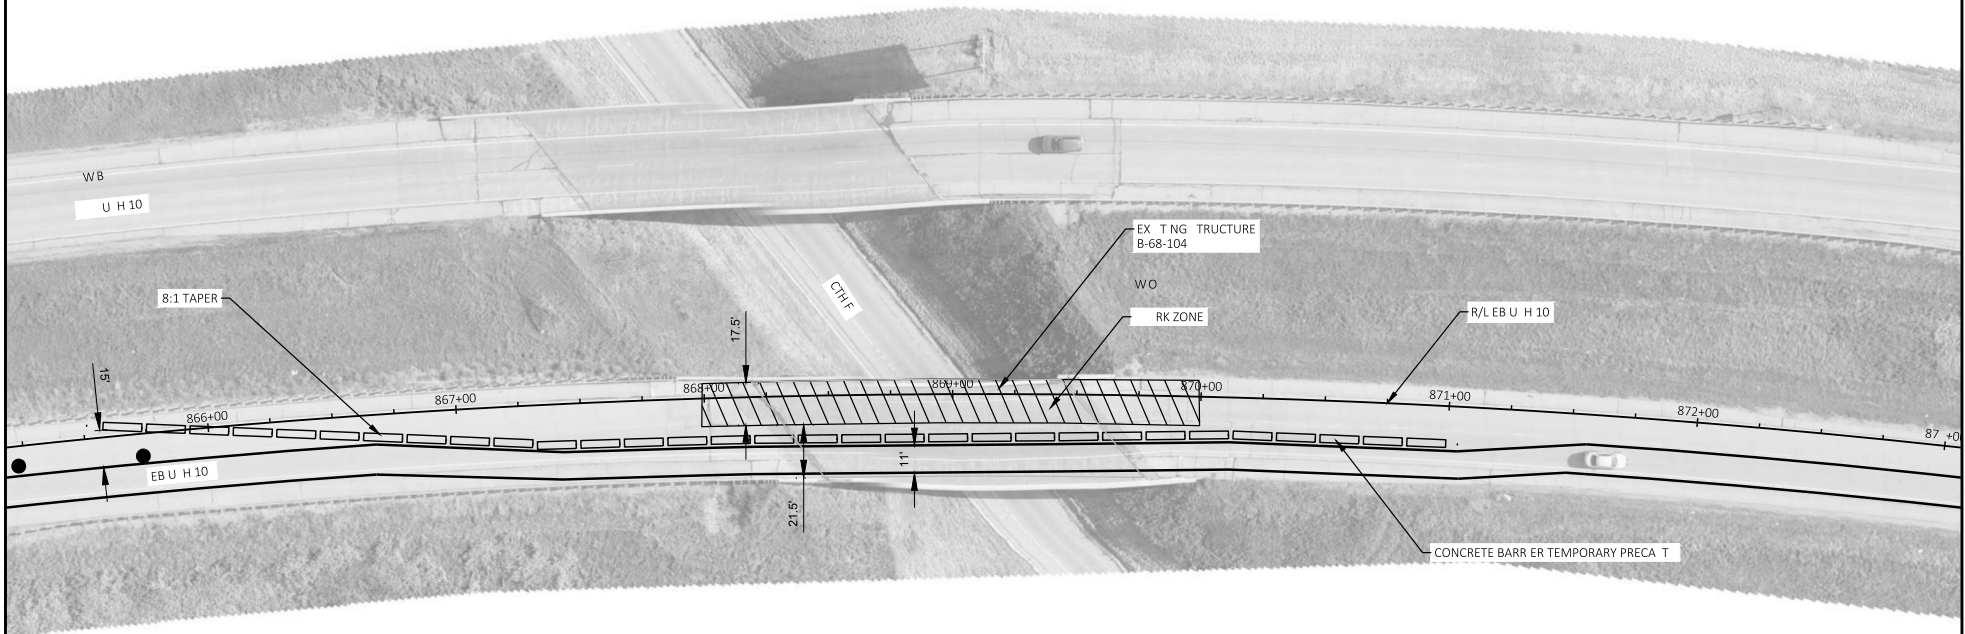 WB
U H 10
EX T NG TRUCTURE
B-68-104
WO
RK ZONE
CTH F
8:1 TAPER
R/L EB U H 10
17.5'
15'
866+00
867+00
868+00
869+00
870+00
871+00
872+00
87 +0
EB U H 10
11'
21.5'
CONCRETE BARR ER TEMPORARY PRECA T